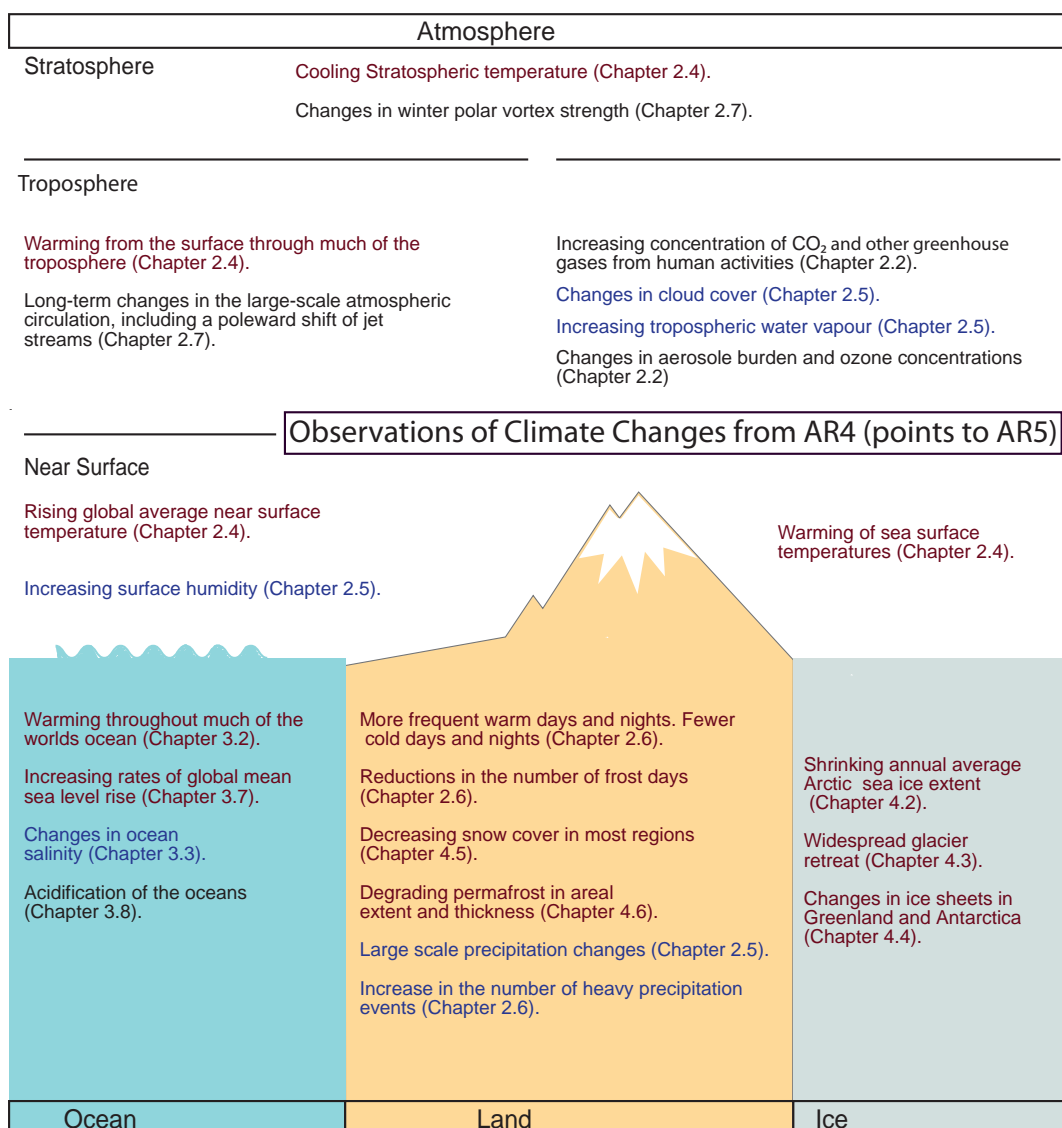 Atmosphere
Stratosphere
Cooling Stratospheric temperature (Chapter 2.4).
Changes in winter polar vortex strength (Chapter 2.7).
Troposphere
Warming from the surface through much of the
troposphere (Chapter 2.4).
Long-term changes in the large-scale atmospheric
circulation, including a poleward shift of jet
streams (Chapter 2.7).
Increasing concentration of CO₂ and other greenhouse
gases from human activities (Chapter 2.2).
Changes in cloud cover (Chapter 2.5).
Increasing tropospheric water vapour (Chapter 2.5).
Changes in aerosole burden and ozone concentrations
(Chapter 2.2)
Observations of Climate Changes from AR4 (points to AR5)
Near Surface
Rising global average near surface
temperature (Chapter 2.4).
Increasing surface humidity (Chapter 2.5).
Warming of sea surface
temperatures (Chapter 2.4).
Warming throughout much of the
worlds ocean (Chapter 3.2).
Increasing rates of global mean
sea level rise (Chapter 3.7).
Changes in ocean
salinity (Chapter 3.3).
Acidification of the oceans
(Chapter 3.8).
More frequent warm days and nights. Fewer
cold days and nights (Chapter 2.6).
Reductions in the number of frost days
(Chapter 2.6).
Decreasing snow cover in most regions
(Chapter 4.5).
Degrading permafrost in areal
extent and thickness (Chapter 4.6).
Large scale precipitation changes (Chapter 2.5).
Increase in the number of heavy precipitation
events (Chapter 2.6).
Shrinking annual average
Arctic sea ice extent
(Chapter 4.2).
Widespread glacier
retreat (Chapter 4.3).
Changes in ice sheets in
Greenland and Antarctica
(Chapter 4.4).
Ocean
Land
Ice